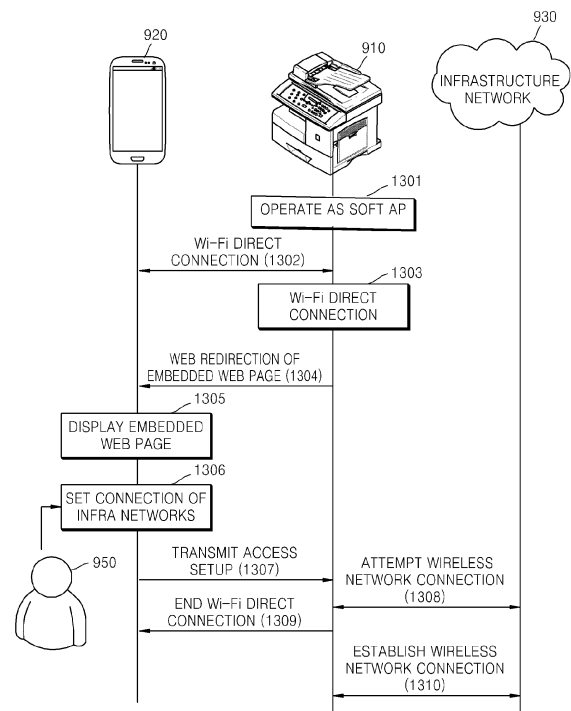 920
910
930
INFRASTRUCTURE
NETWORK
1301
OPERATE AS SOFT AP
Wi-Fi DIRECT
CONNECTION (1302)
1303
Wi-Fi DIRECT
CONNECTION
WEB REDIRECTION OF
EMBEDDED WEB PAGE (1304)
1305
DISPLAY EMBEDDED
WEB PAGE
1306
SET CONNECTION OF
INFRA NETWORKS
950
TRANSMIT ACCESS
SETUP (1307)
ATTEMPT WIRELESS
NETWORK CONNECTION
(1308)
END Wi-Fi DIRECT
CONNECTION (1309)
ESTABLISH WIRELESS
NETWORK CONNECTION
(1310)